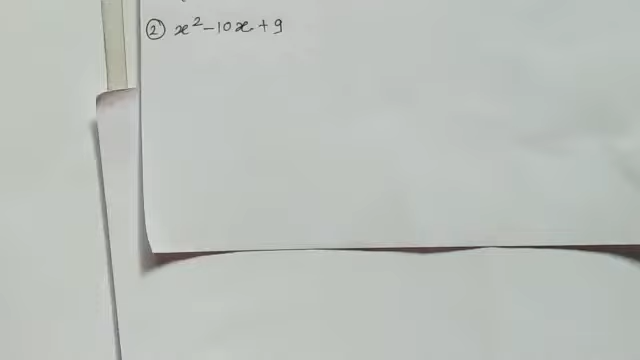 ② x² - 10x + 9